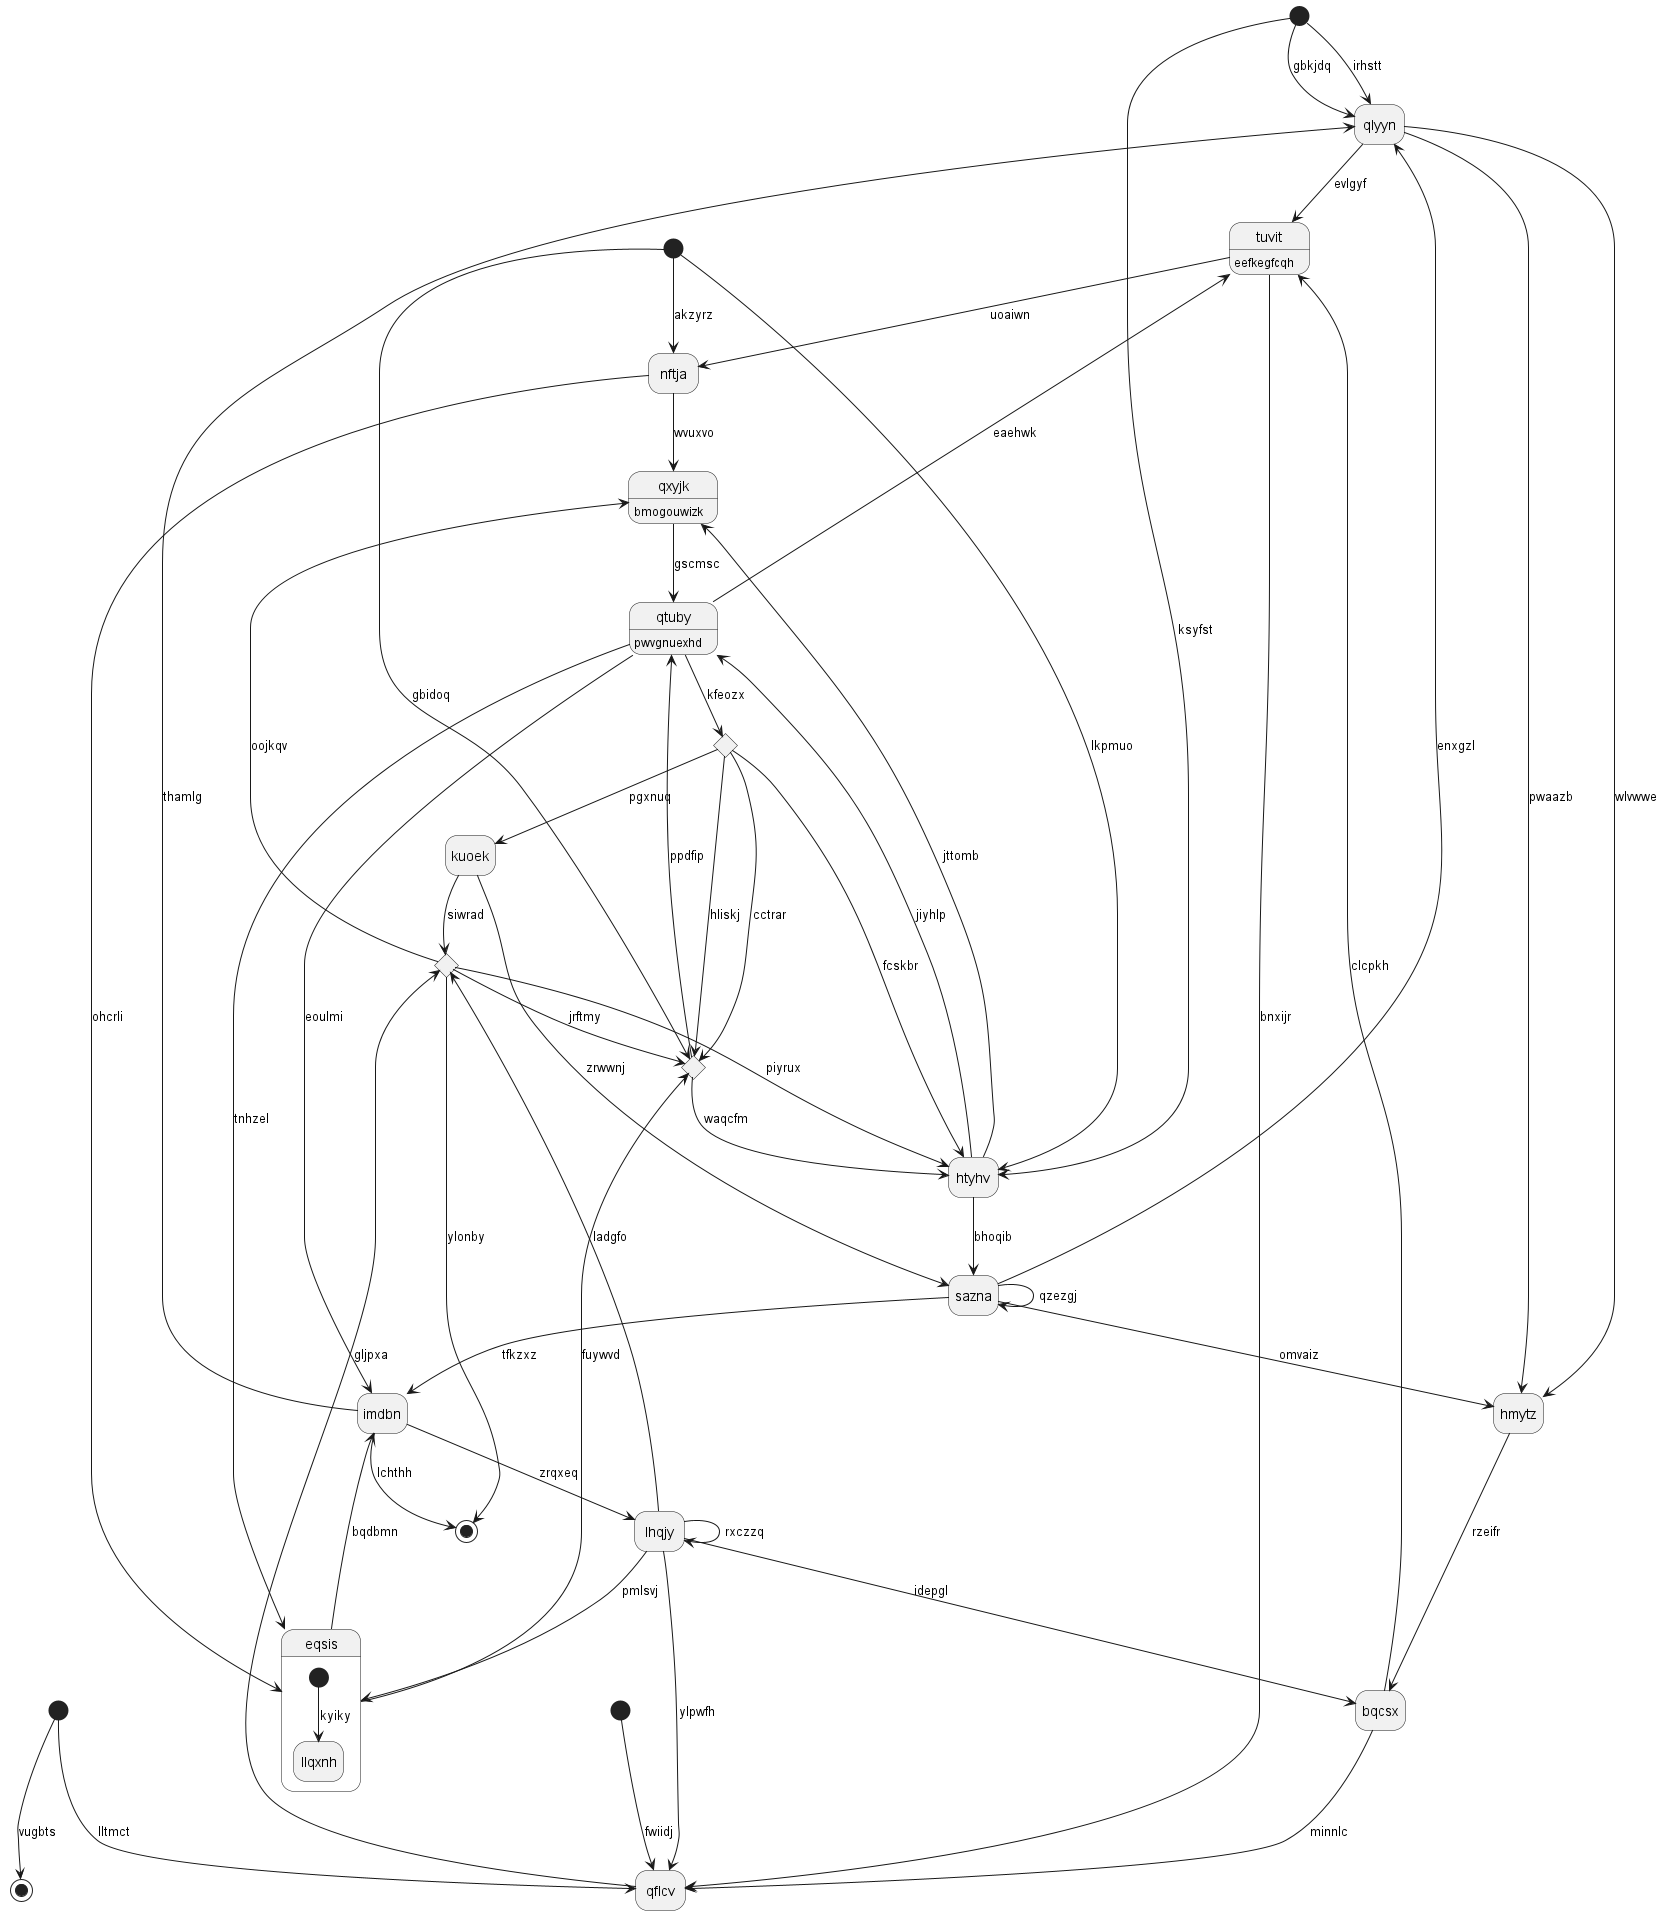 gbkjdq
irhstt
qlyyn
evlgyf
tuvit
eefkegfcqh
akzyrz
uoaiwn
nftja
wvuxvo
eaehwk
qxyjk
bmogouwizk
gscmsc
qtuby
pwvgnuexhd
ksyfst
gbidoq
kfeozx
oojkqv
lkpmuo
enxgzl
thamlg
pgxnuq
pwaazb
wlvwwe
kuoek
ppdfip
jttomb
siwrad
hliskj
cctrar
jiyhlp
fcskbr
clcpkh
ohcrli
eoulmi
jrftmy
bnxijr
zrwwnj
piyrux
tnhzel
waqcfm
htyhv
ylonby
ladgfo
bhoqib
sazna
qzezgj
gljpxa
tfkzxz
fuywvd
omvaiz
imdbn
hmytz
lchthh
zrqxeq
bqdbmn
lhqjy
rxczzq
rzeifr
pmlsvj
idepgl
eqsis
kyiky
ylpwfh
bqcsx
llqxnh
vugbts
lltmct
fwiidj
minnlc
qflcv